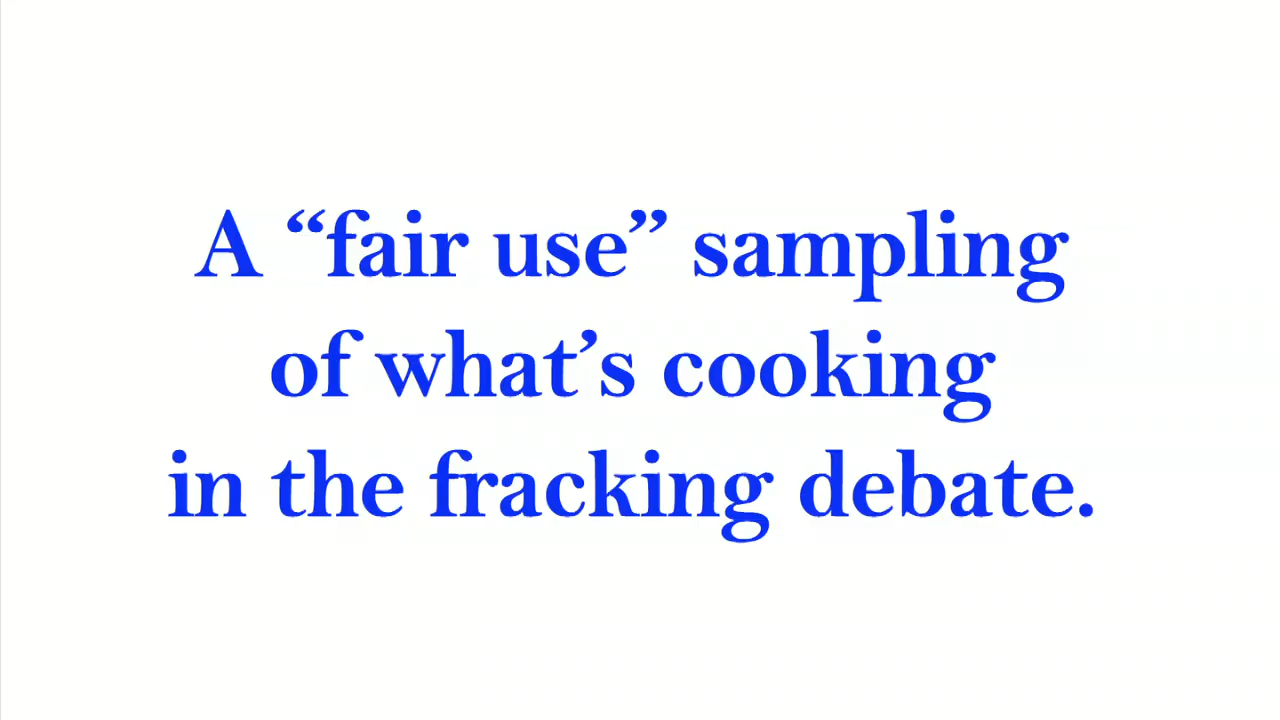 A “fair use” sampling
of what’s cooking
in the fracking debate.